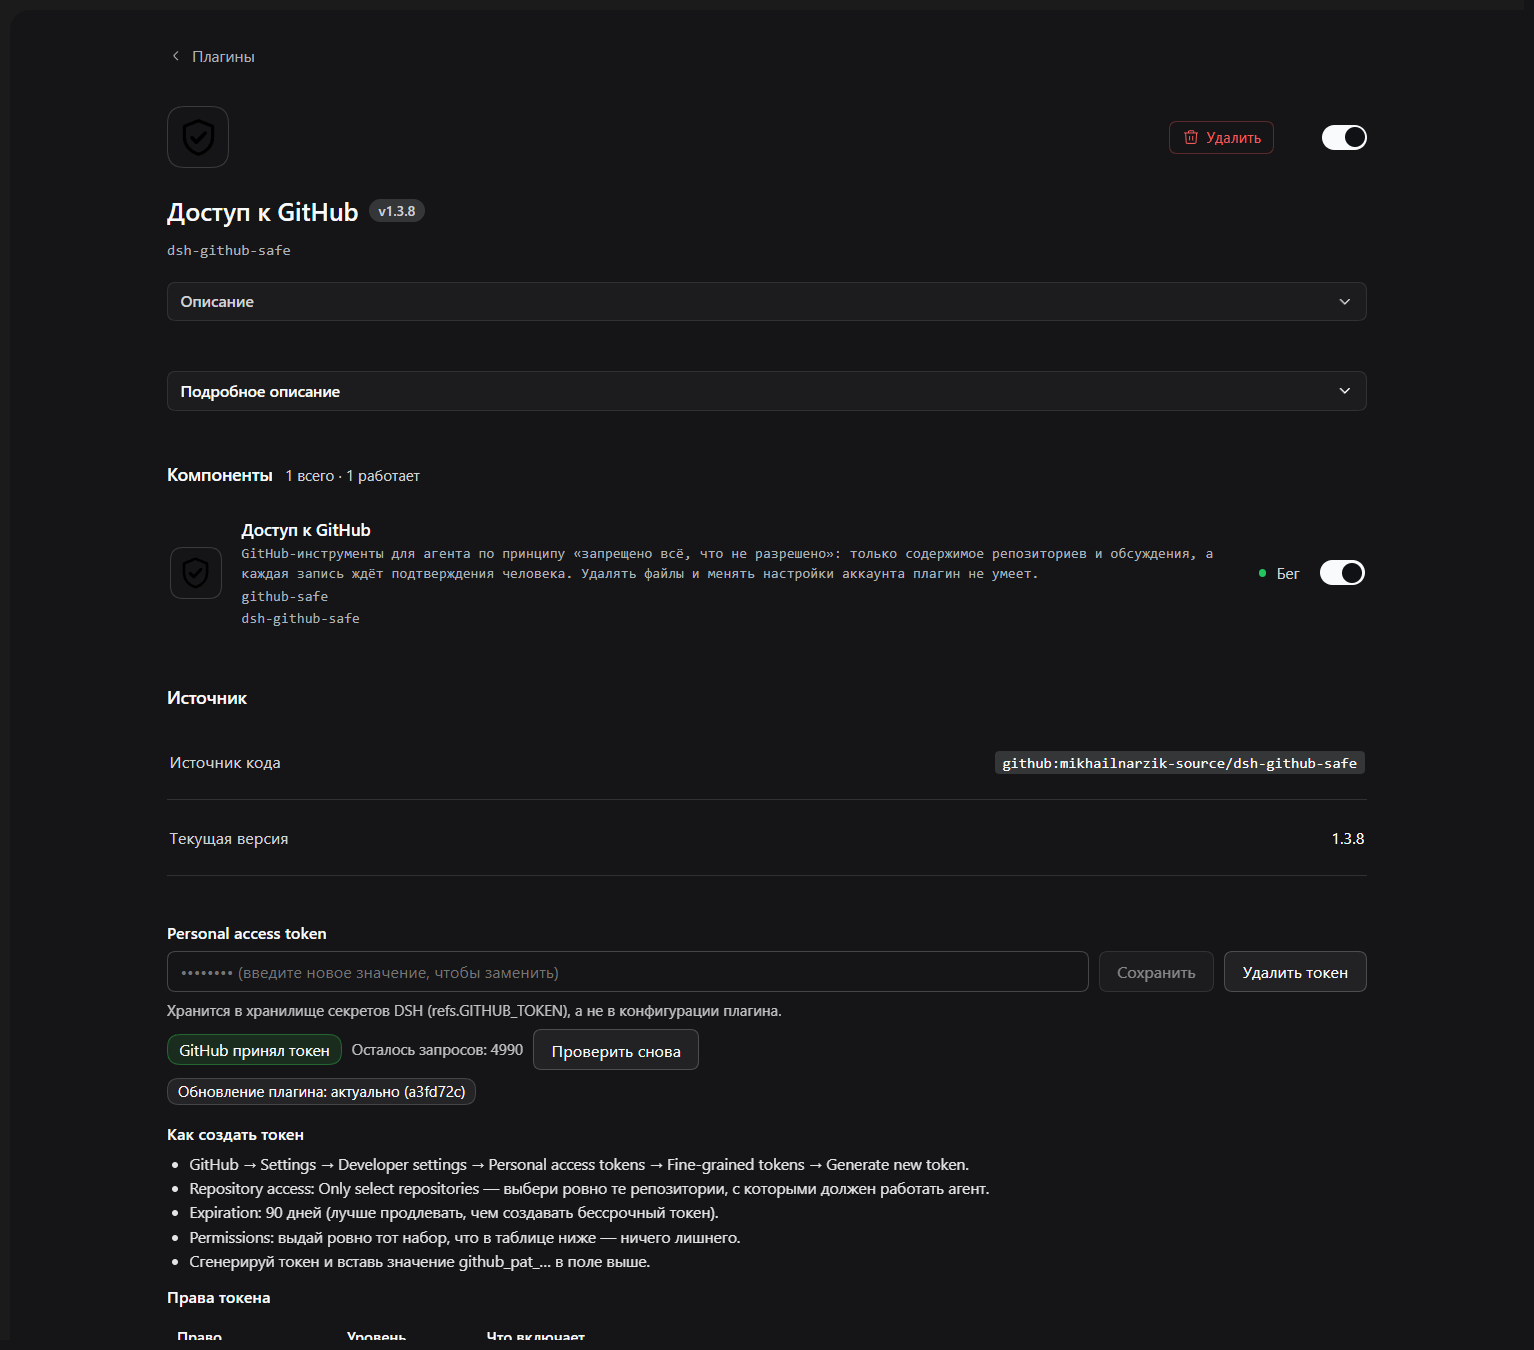 Плагины
Удалить
Доступ к GitHub v1.3.8
dsh-github-safe
Описание
Подробное описание
Компоненты 1 всего · 1 работает
Доступ к GitHub
GitHub-инструменты для агента по принципу «запрещено всё, что не разрешено»: только содержимое репозиториев и обсуждения, а
каждая запись ждёт подтверждения человека. Удалять файлы и менять настройки аккаунта плагин не умеет.
Бег
github-safe
dsh-github-safe
Источник
Источник кода github:mikhailnarzik-source/dsh-github-safe
Текущая версия 1.3.8
Personal access token
•••••••• (введите новое значение, чтобы заменить) Сохранить Удалить токен
Хранится в хранилище секретов DSH (refs.GITHUB_TOKEN), а не в конфигурации плагина.
GitHub принял токен Осталось запросов: 4990 Проверить снова
Обновление плагина: актуально (a3fd72c)
Как создать токен
• GitHub → Settings → Developer settings → Personal access tokens → Fine-grained tokens → Generate new token.
• Repository access: Only select repositories — выбери ровно те репозитории, с которыми должен работать агент.
• Expiration: 90 дней (лучше продлевать, чем создавать бессрочный токен).
• Permissions: выдай ровно тот набор, что в таблице ниже — ничего лишнего.
• Сгенерируй токен и вставь значение github_pat_… в поле выше.
Права токена
Право Уровень Что включает